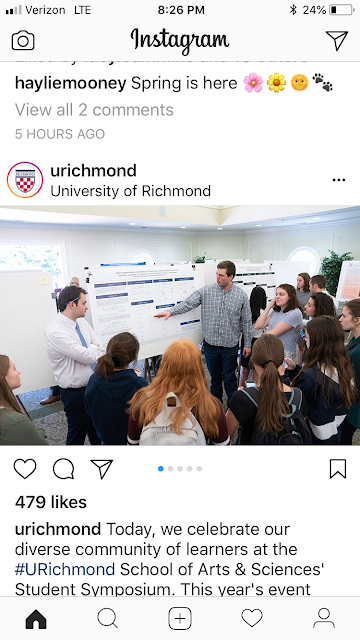 Verizon LTE 8:26 PM 24%
Instagram
hayliemooney Spring is here 🌸🌼🌞🐾
View all 2 comments
5 HOURS AGO
urichmond
University of Richmond
479 likes
urichmond Today, we celebrate our
diverse community of learners at the
#URichmond School of Arts & Sciences'
Student Symposium. This year's event